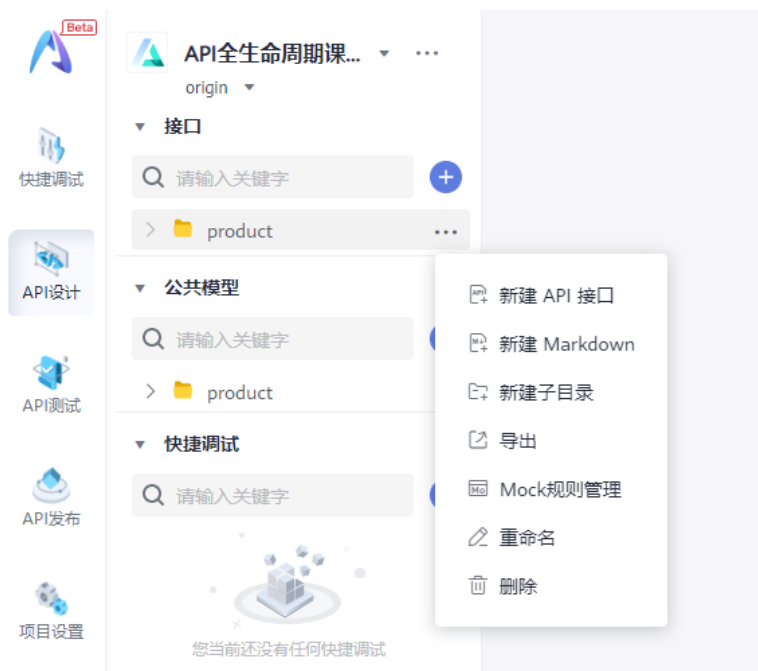 Beta
API全生命周期课...
origin
接口
快捷调试
请输入关键字
product
API设计
公共模型
新建 API 接口
请输入关键字
新建 Markdown
API测试
product
新建子目录
快捷调试
导出
请输入关键字
Mock规则管理
API发布
重命名
删除
项目设置
您当前还没有任何快捷调试